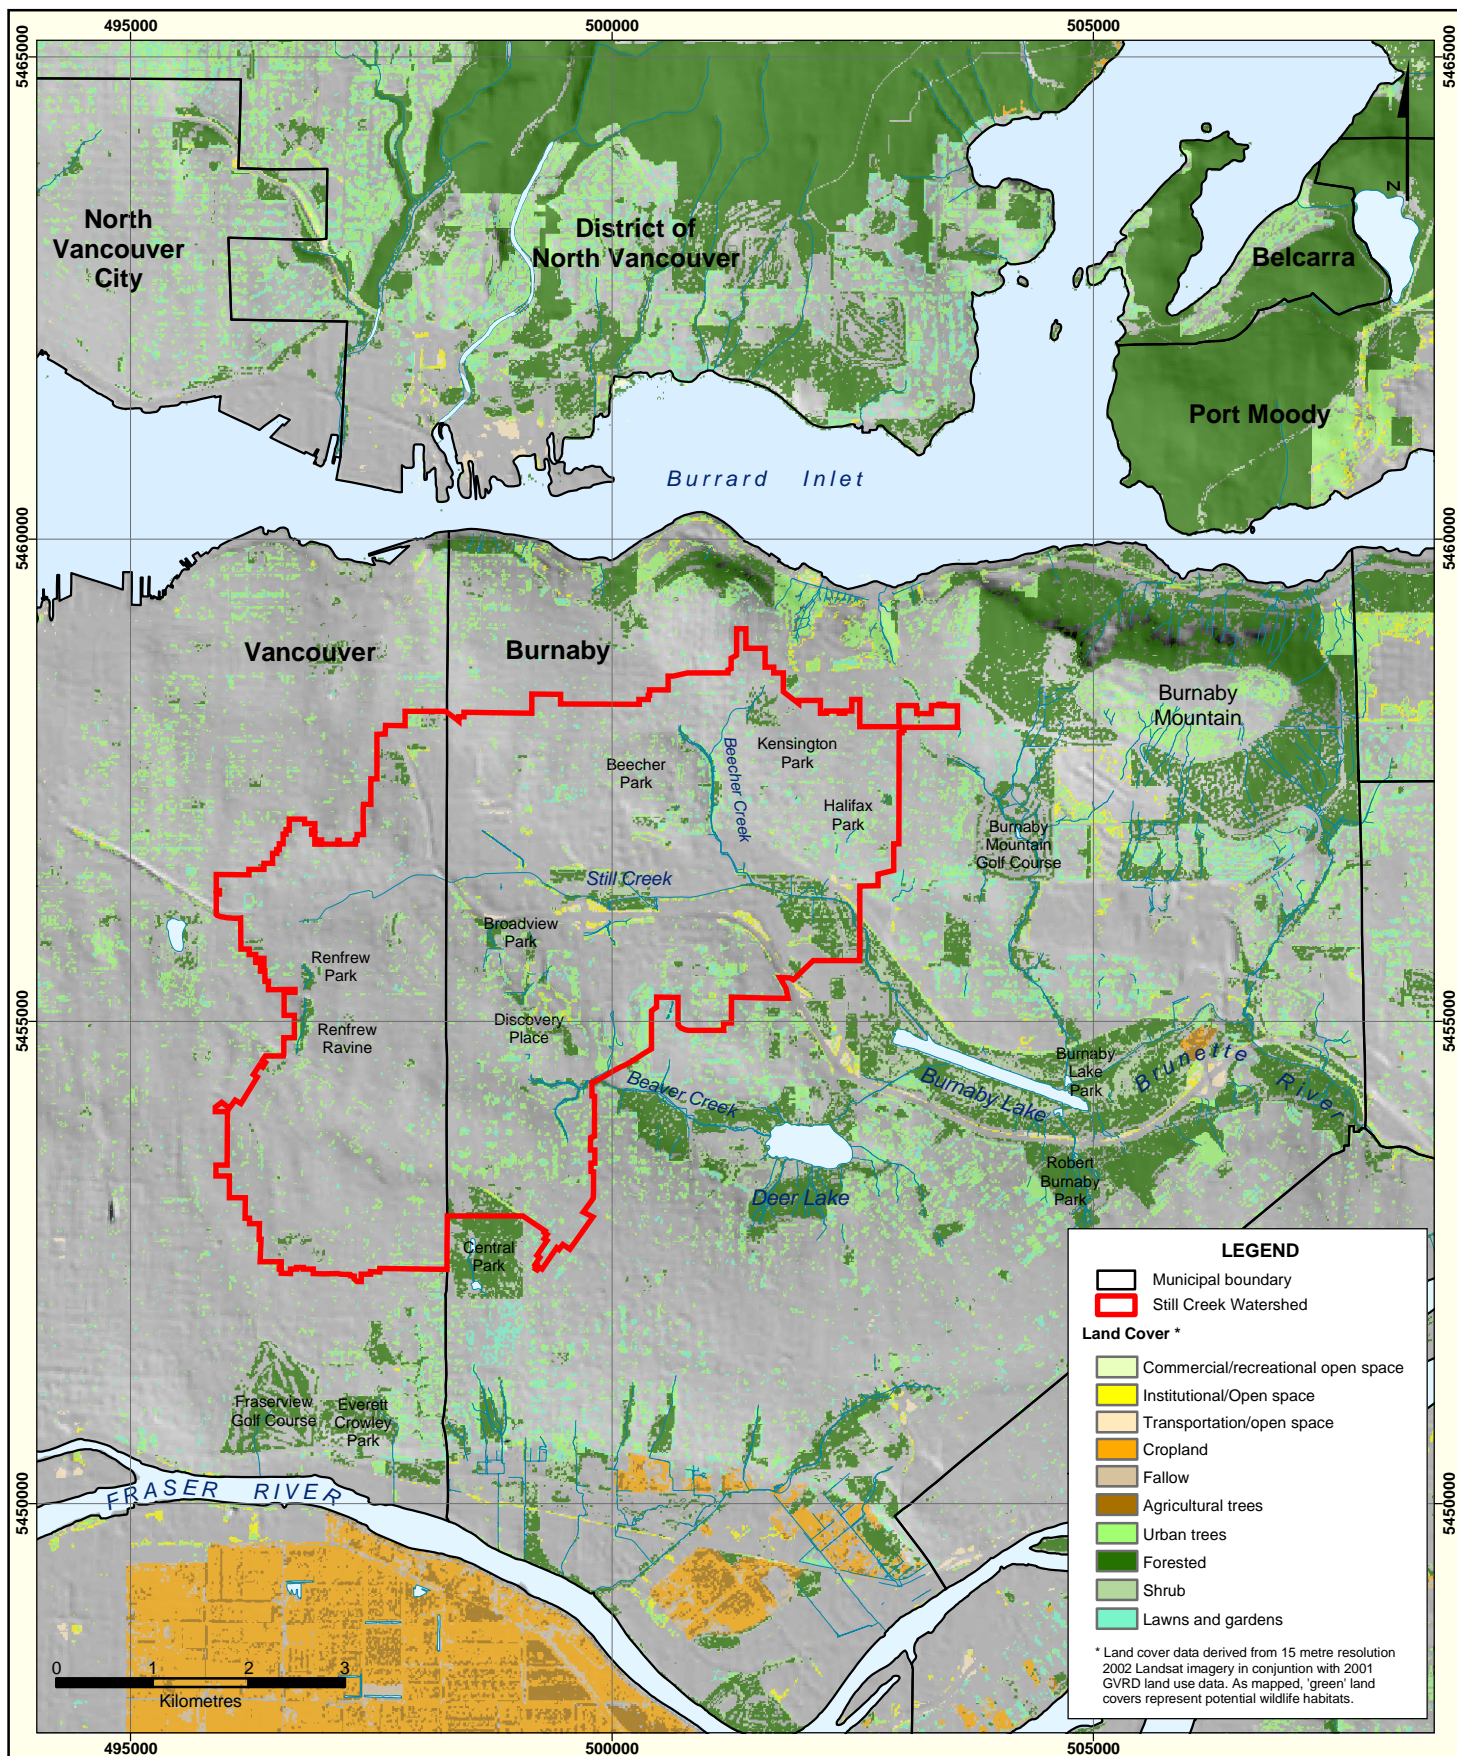 495000
500000
505000
5465000
5465000
North
Vancouver
City
District of
North Vancouver
Belcarra
Port Moody
N
Burrard Inlet
5460000
5460000
Vancouver
Burnaby
Burnaby
Mountain
Beecher
Park
Beecher Creek
Kensington
Park
Halifax
Park
Burnaby
Mountain
Golf Course
Still Creek
Broadview
Park
Renfrew
Park
Renfrew
Ravine
Discovery
Place
5455000
5455000
Beaver Creek
Burnaby Lake
Burnaby
Lake
Park
Brunette River
Deer Lake
Robert
Burnaby
Park
Central
Park
Fraserview
Golf Course
Everett
Crowley
Park
FRASER RIVER
5450000
5450000
LEGEND
Municipal boundary
Still Creek Watershed
Land Cover *
Commercial/recreational open space
Institutional/Open space
Transportation/open space
Cropland
Fallow
Agricultural trees
Urban trees
Forested
Shrub
Lawns and gardens
* Land cover data derived from 15 metre resolution
2002 Landsat imagery in conjuntion with 2001
GVRD land use data. As mapped, 'green' land
covers represent potential wildlife habitats.
0 1 2 3
Kilometres
495000
500000
505000